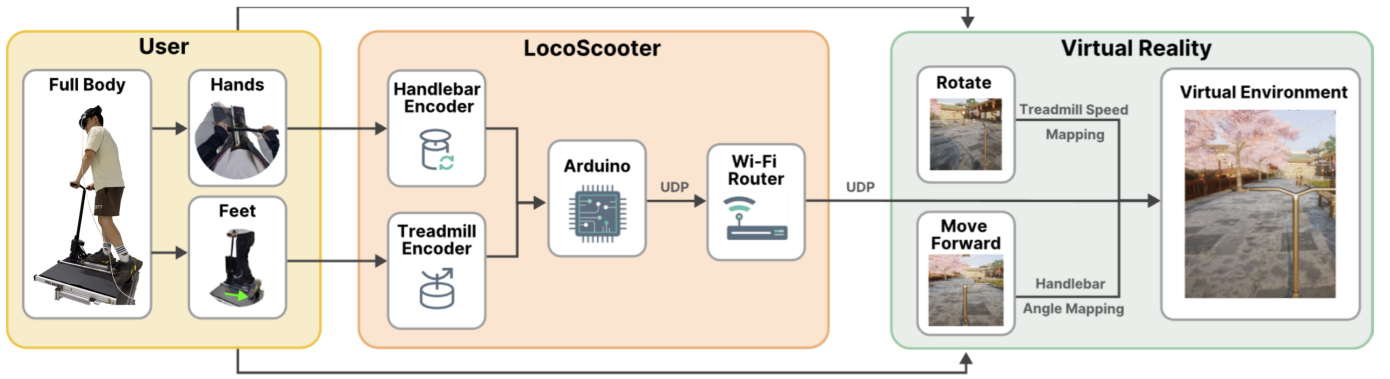 User
Full Body
Hands
Feet
LocoScooter
Handlebar
Encoder
Treadmill
Encoder
Arduino
UDP
Wi-Fi
Router
UDP
Virtual Reality
Rotate
Treadmill Speed
Mapping
Move
Forward
Handlebar
Angle Mapping
Virtual Environment